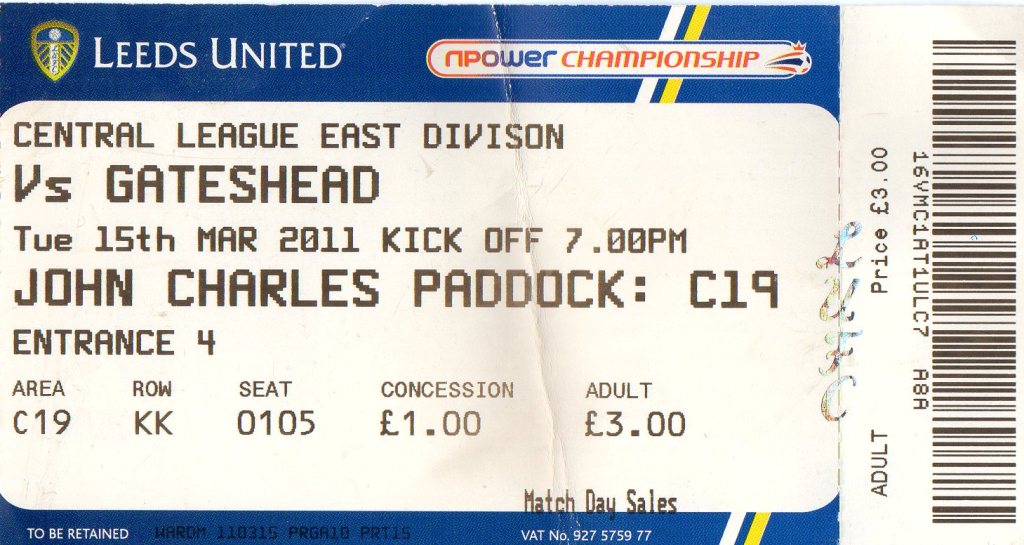 LEEDS UNITED
npower CHAMPIONSHIP
CENTRAL LEAGUE EAST DIVISON
Vs GATESHEAD
Tue 15th MAR 2011 KICK OFF 7.00PM
JOHN CHARLES PADDOCK: C19
ENTRANCE 4
AREA ROW SEAT CONCESSION ADULT
C19 KK 0105 £1.00 £3.00
Match Day Sales
TO BE RETAINED WARDM 110315 PRGA10 PRT15 VAT No. 927 5759 77
ADULT Price £3.00
16VMC1AT1ULC7 A8A